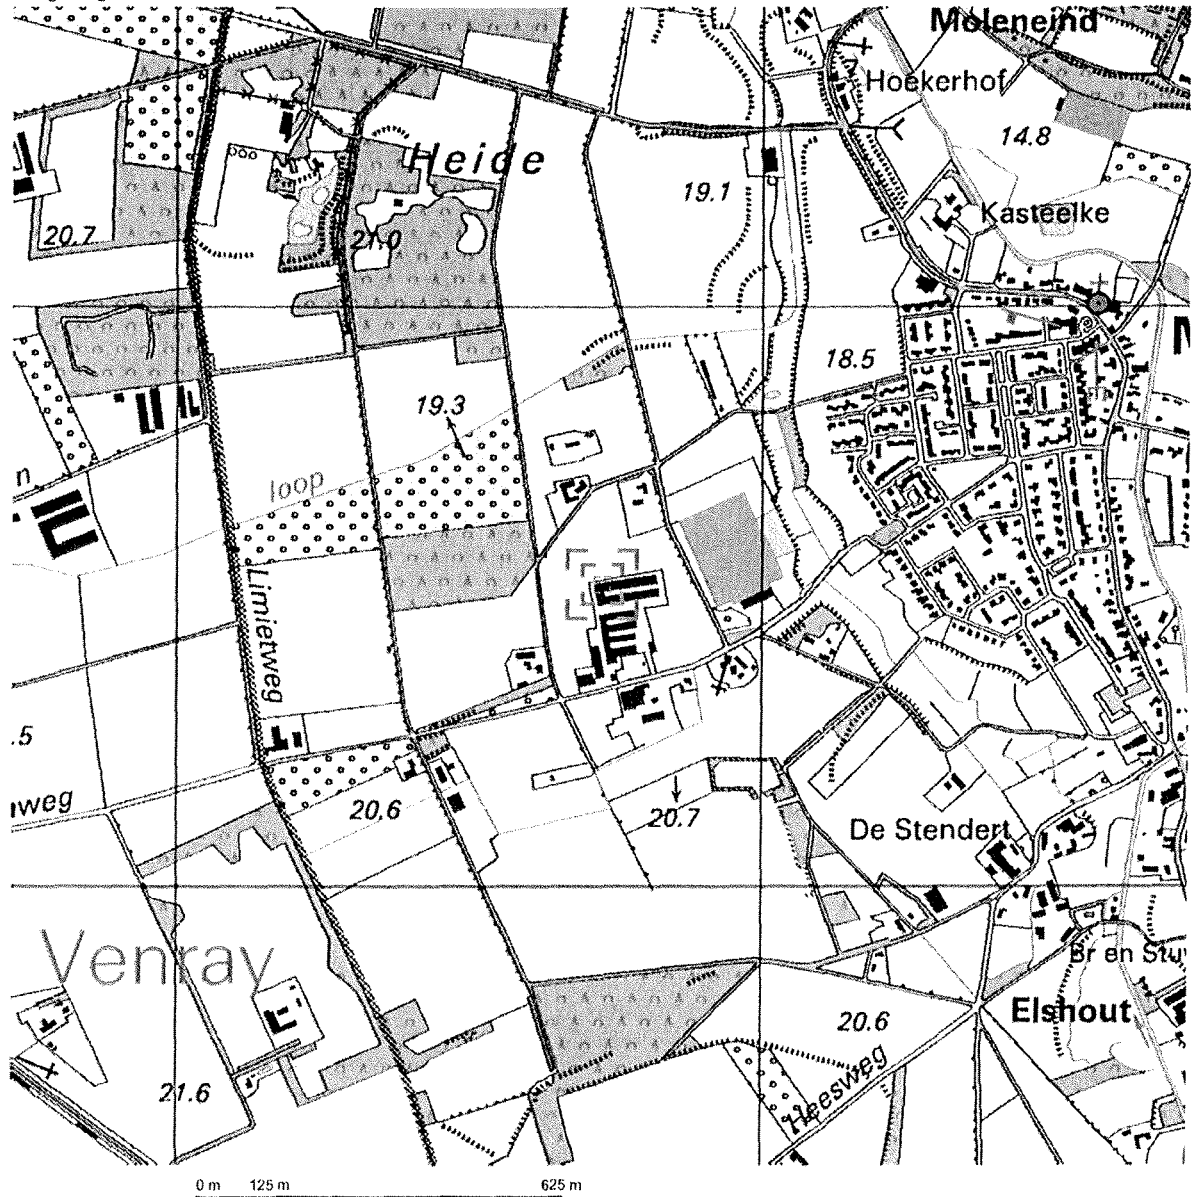 Moleneind
Hoekerhof
14.8
Heide
19.1
Kasteelke
20.7
21.0
18.5
19.3
n
loop
Limietweg
.5
weg
20,6
20.7
De Stendert
Venray
Br en Stu
Elshout
20.6
21.6
Heesweg
0 m 125 m 625 m